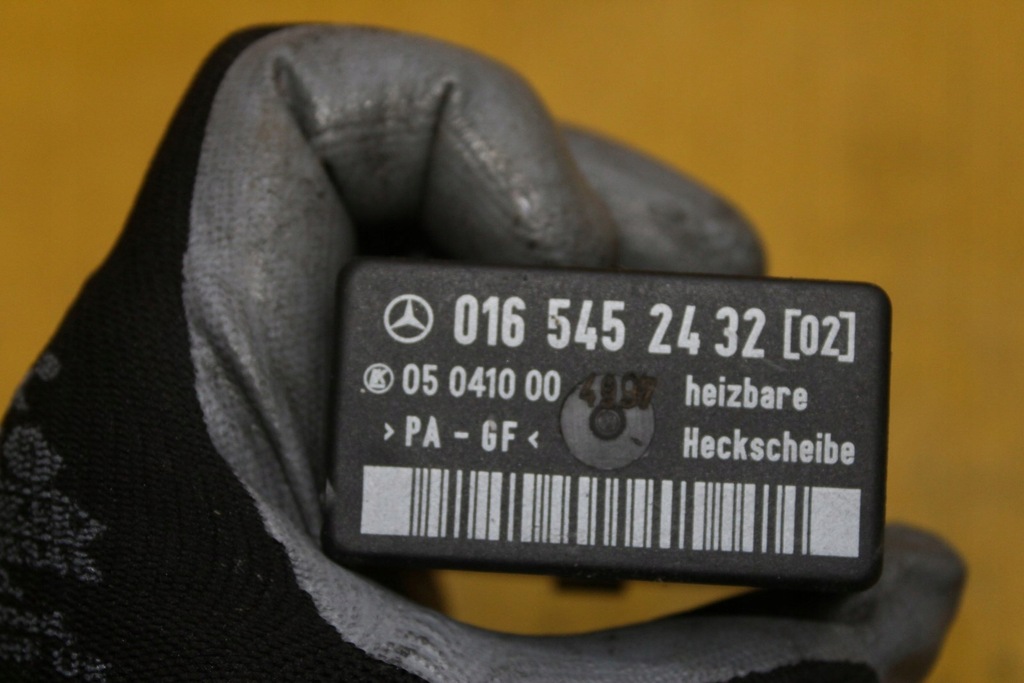 016 545 24 32 [02]
05 0410 00
heizbare
>PA-GF<
Heckscheibe